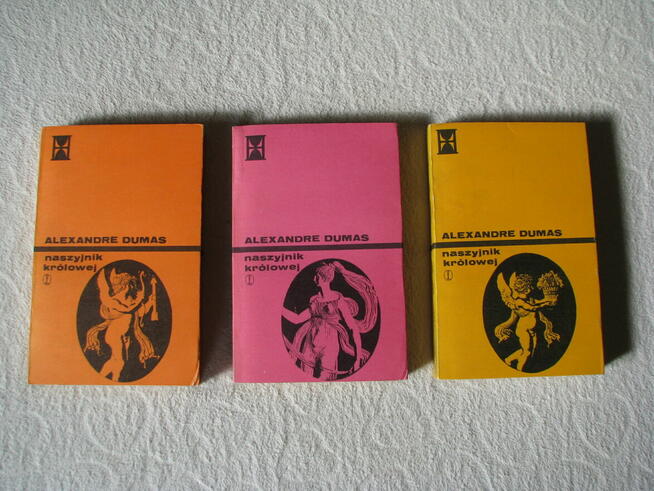 ALEXANDRE DUMAS
naszyjnik
królowej
ALEXANDRE DUMAS
naszyjnik
królowej
ALEXANDRE DUMAS
naszyjnik
królowej